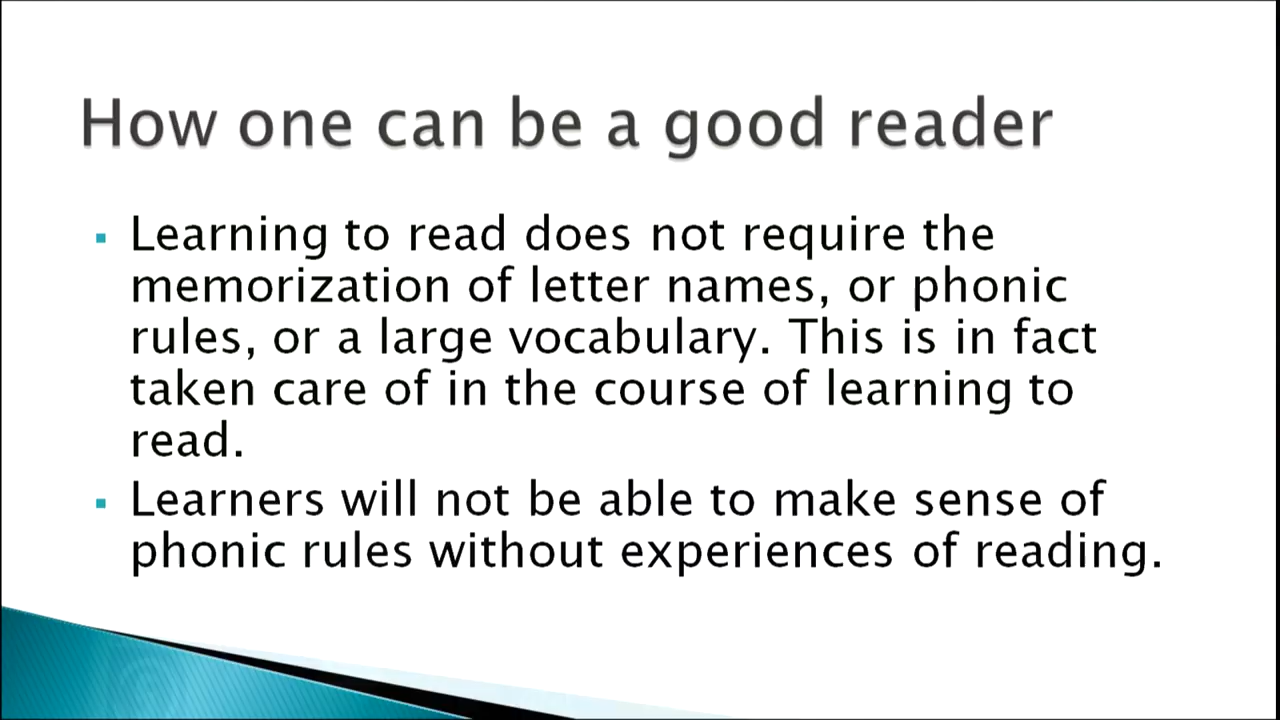 How one can be a good reader
Learning to read does not require the
memorization of letter names, or phonic
rules, or a large vocabulary. This is in fact
taken care of in the course of learning to
read.
Learners will not be able to make sense of
phonic rules without experiences of reading.